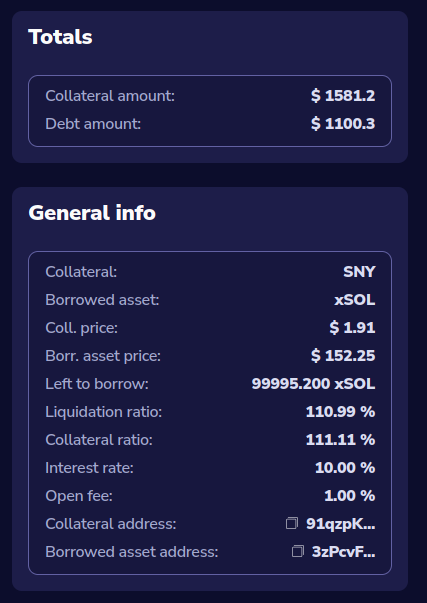 Totals
Collateral amount: $ 1581.2
Debt amount: $ 1100.3
General info
Collateral: SNY
Borrowed asset: xSOL
Coll. price: $ 1.91
Borr. asset price: $ 152.25
Left to borrow: 99995.200 xSOL
Liquidation ratio: 110.99 %
Collateral ratio: 111.11 %
Interest rate: 10.00 %
Open fee: 1.00 %
Collateral address: 91qzpK...
Borrowed asset address: 3zPcvF...